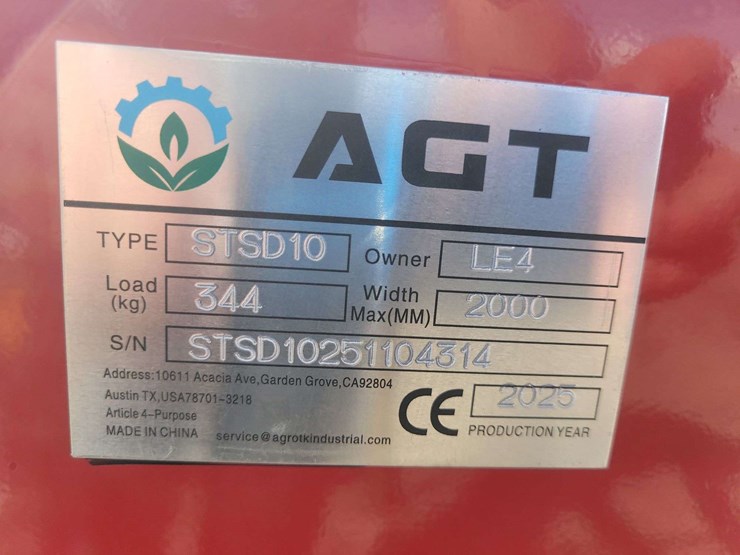 AGT
TYPE STSD10 Owner LE4
Load (kg) 344 Width Max(MM) 2000
S/N STSD10251104314
Address:10611 Acacia Ave,Garden Grove,CA92804
Austin TX,USA78701-3218
Article 4-Purpose
MADE IN CHINA service@agrotkindustrial.com
CE 2025
PRODUCTION YEAR